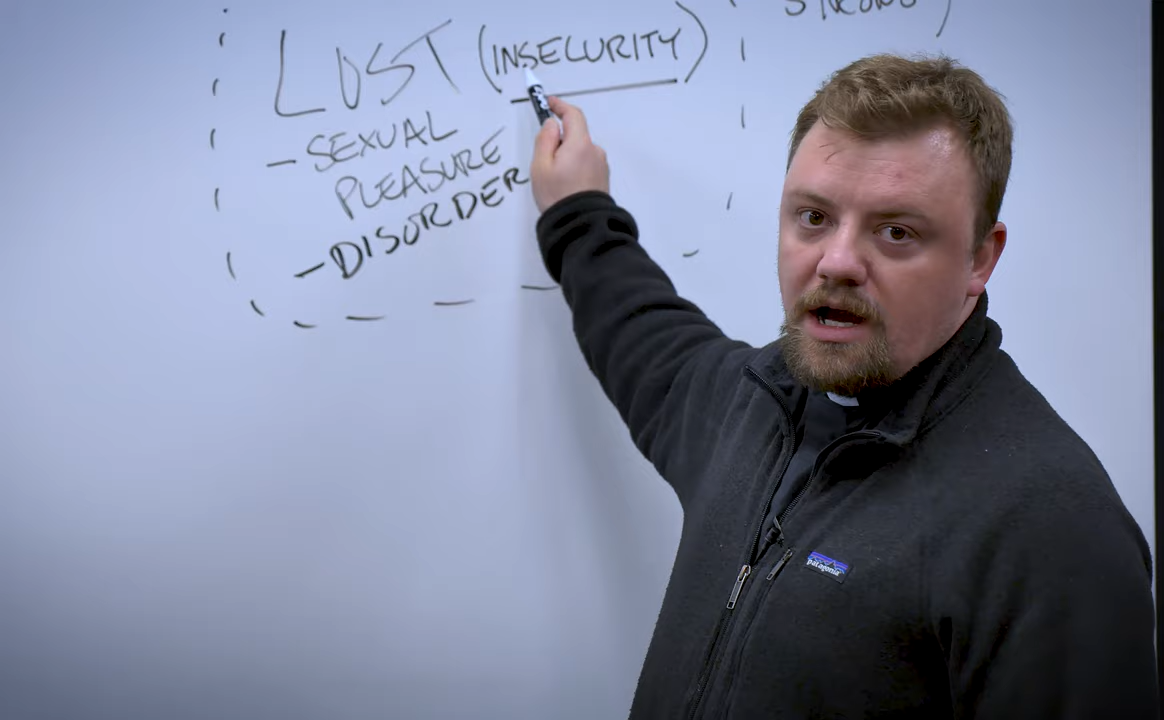 LUST (INSECURITY)
STRONG)
- SEXUAL
PLEASURE
- DISORDER
patagonia